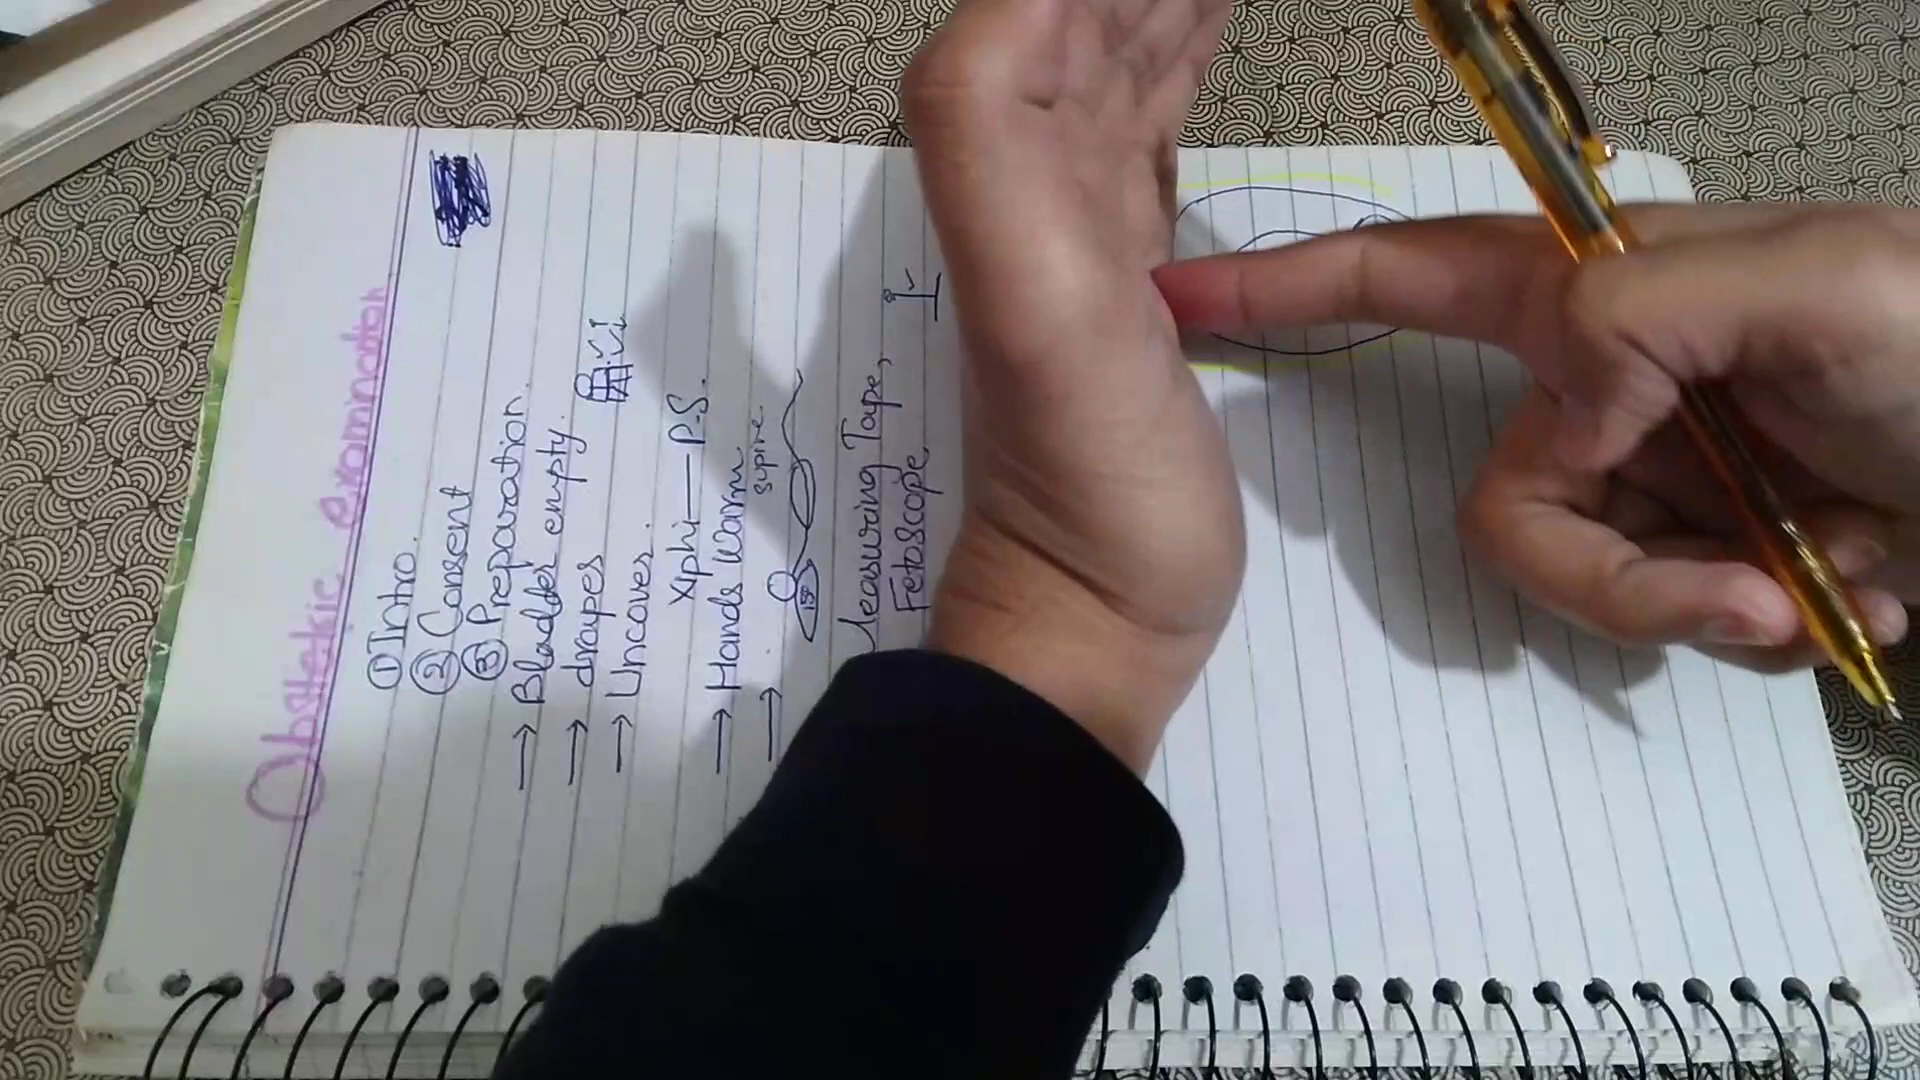 Obstetric examination
① Intro.
② Consent
③ Preparation.
→ Bladder empty
→ drapes
→ Uncover.
Xiphi — P.S.
→ Hands Warm
→ supine
15°
Measuring Tape,
Fetoscope